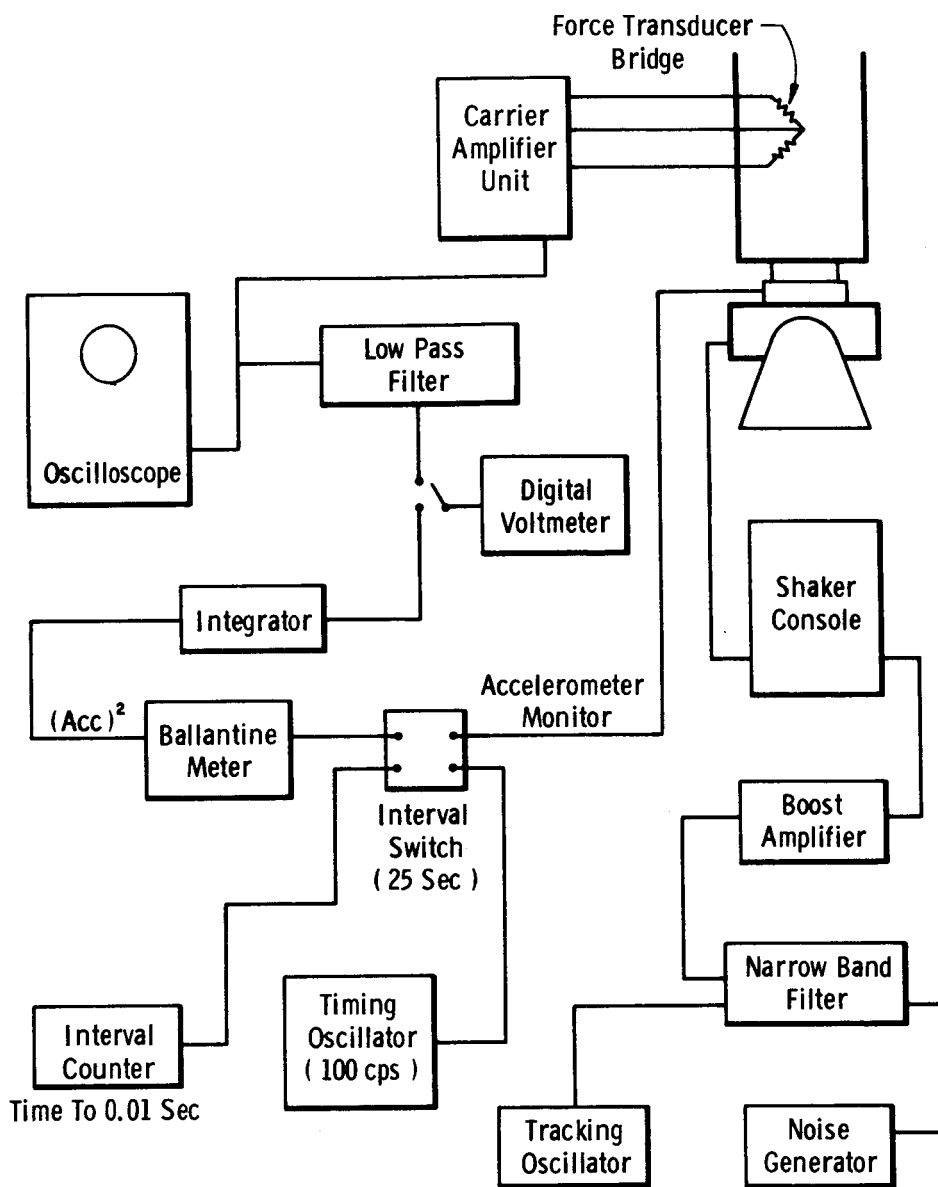 Force Transducer
Bridge
Carrier
Amplifier
Unit
Low Pass
Filter
Oscilloscope
Digital
Voltmeter
Shaker
Console
Integrator
Accelerometer
Monitor
(Acc)²
Ballantine
Meter
Interval
Switch
( 25 Sec )
Boost
Amplifier
Narrow Band
Filter
Timing
Oscillator
( 100 cps )
Interval
Counter
Time To 0.01 Sec
Tracking
Oscillator
Noise
Generator